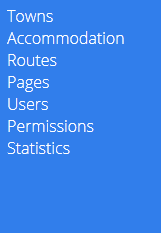 Towns
Accommodation
Routes
Pages
Users
Permissions
Statistics